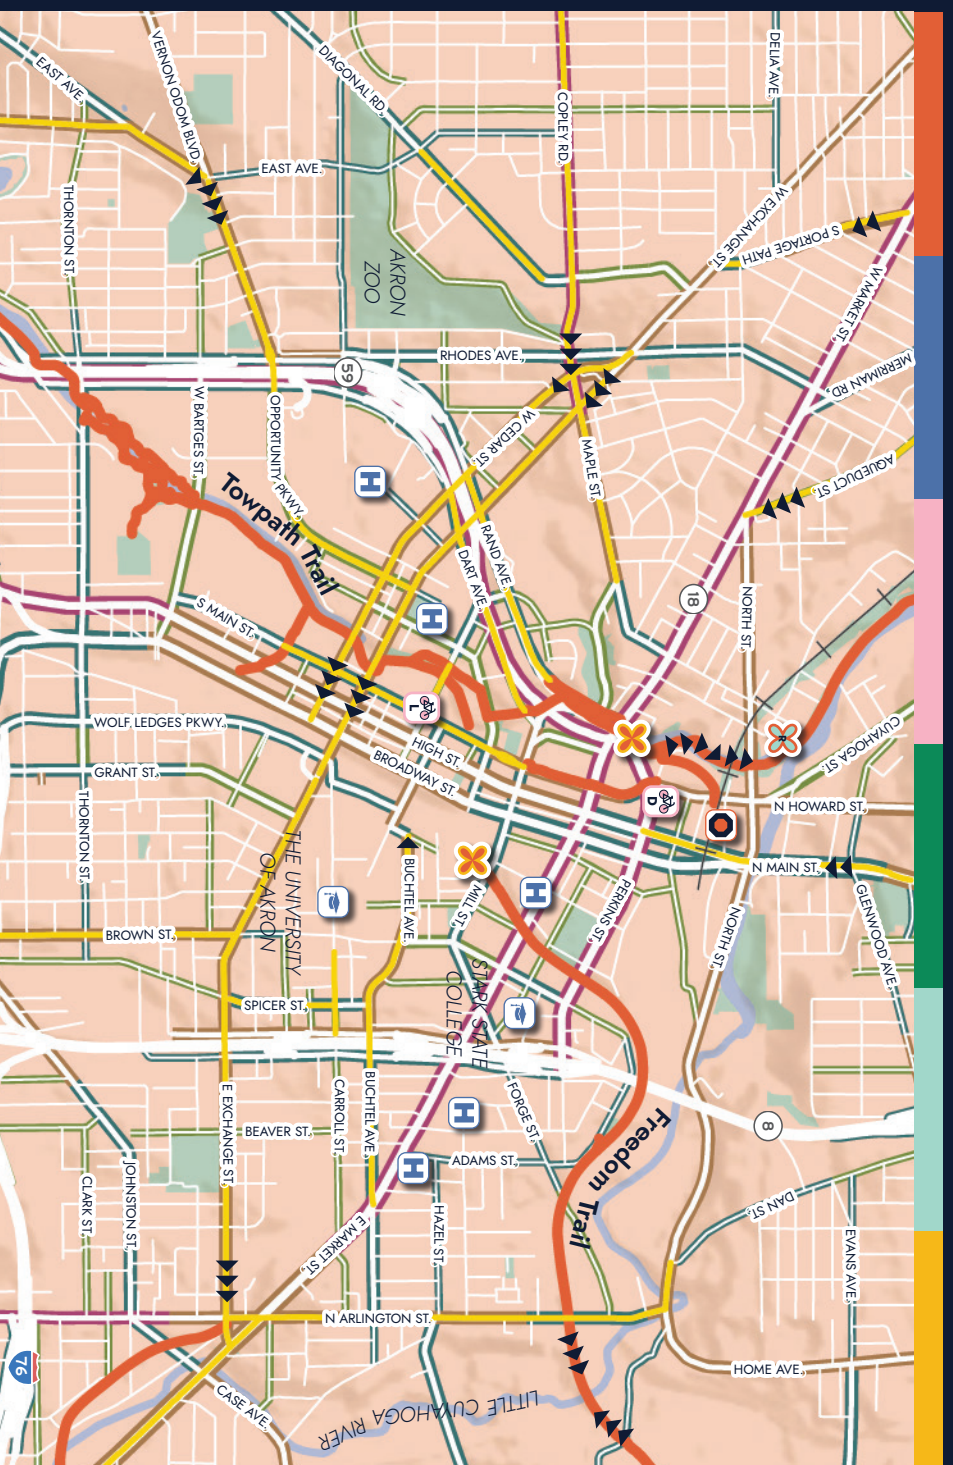 EAST AVE.
VERNON ODOM BLVD.
DIAGONAL RD.
COPLEY RD.
DELIA AVE.
EAST AVE.
THORNTON ST.
W EXCHANGE ST.
S PORTAGE PATH
AKRON
ZOO
W MARKET ST.
RHODES AVE.
MERRIMAN RD.
59
W BARTGES ST.
OPPORTUNITY PKWY.
W CEDAR ST.
MAPLE ST.
AQUEDUCT ST.
H
Towpath Trail
RAND AVE.
DART AVE.
18
NORTH ST.
S MAIN ST.
H
L
WOLF LEDGES PKWY.
HIGH ST.
BROADWAY ST.
R
CUYAHOGA ST.
GRANT ST.
D
N HOWARD ST.
THORNTON ST.
THE UNIVERSITY
OF AKRON
BUCHTEL AVE.
MILL ST.
H
PERKINS ST.
N MAIN ST.
GLENWOOD AVE.
BROWN ST.
NORTH ST.
STARK STATE
COLLEGE
SPICER ST.
E EXCHANGE ST.
CARROLL ST.
BUCHTEL AVE.
H
FORGE ST.
Freedom Trail
8
BEAVER ST.
ADAMS ST.
H
CLARK ST.
JOHNSTON ST.
HAZEL ST.
E MARKET ST.
DAN ST.
EVANS AVE.
N ARLINGTON ST.
76
HOME AVE.
CASE AVE.
LITTLE CUYAHOGA RIVER